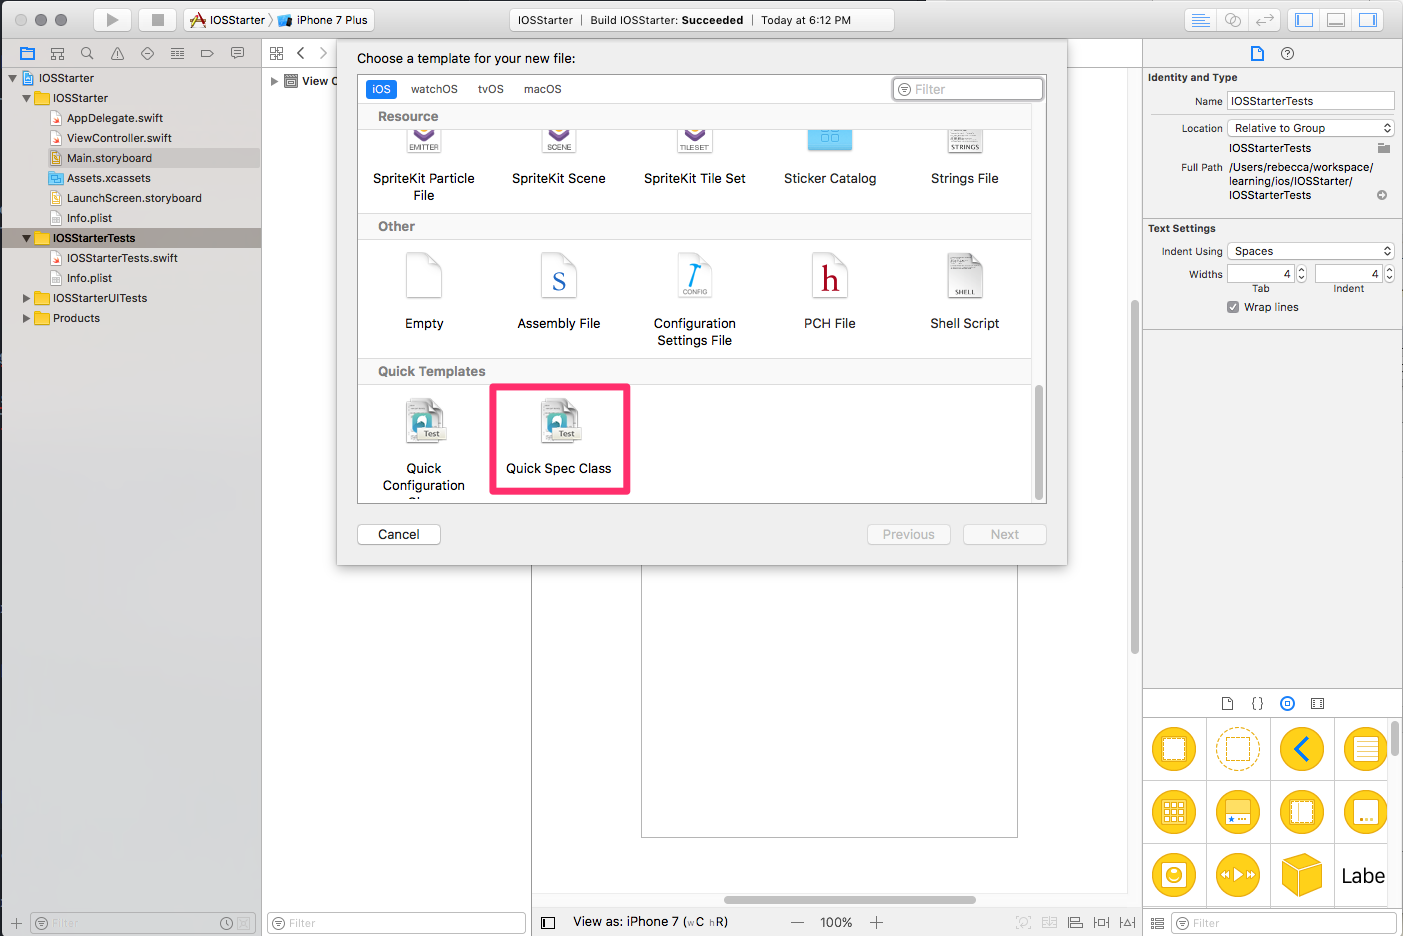 IOSStarter
iPhone 7 Plus
IOSStarter | Build IOSStarter: Succeeded | Today at 6:12 PM
IOSStarter
IOSStarter
AppDelegate.swift
ViewController.swift
Main.storyboard
Assets.xcassets
LaunchScreen.storyboard
Info.plist
IOSStarterTests
IOSStarterTests.swift
Info.plist
IOSStarterUITests
Products
Filter
View C
Filter
Choose a template for your new file:
iOS
watchOS
tvOS
macOS
Filter
Resource
EMITTER
SCENE
TILESET
STRINGS
SpriteKit Particle
File
SpriteKit Scene
SpriteKit Tile Set
Sticker Catalog
Strings File
Other
S
CONFIG
h
SHELL
Empty
Assembly File
Configuration
Settings File
PCH File
Shell Script
Quick Templates
Test
Test
Quick
Configuration
Quick Spec Class
Cancel
Previous
Next
View as: iPhone 7 (wC hR)
100%
Identity and Type
Name IOSStarterTests
Location Relative to Group
IOSStarterTests
Full Path /Users/rebecca/workspace/
learning/ios/IOSStarter/
IOSStarterTests
Text Settings
Indent Using Spaces
Widths 4 4
Tab Indent
Wrap lines
{ }
Labe
Filter